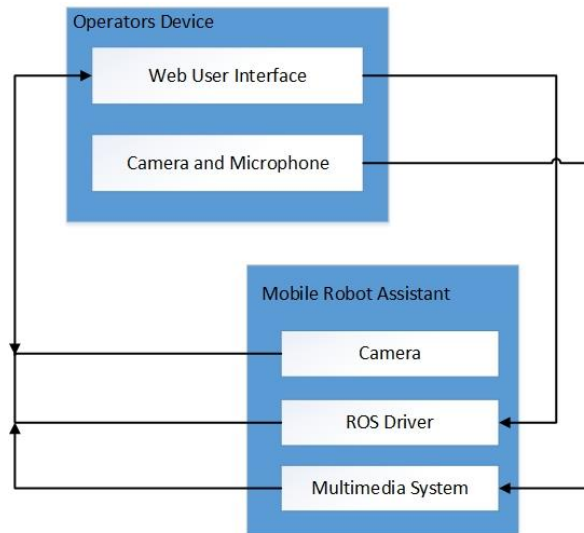 Operators Device
Web User Interface
Camera and Microphone
Mobile Robot Assistant
Camera
ROS Driver
Multimedia System